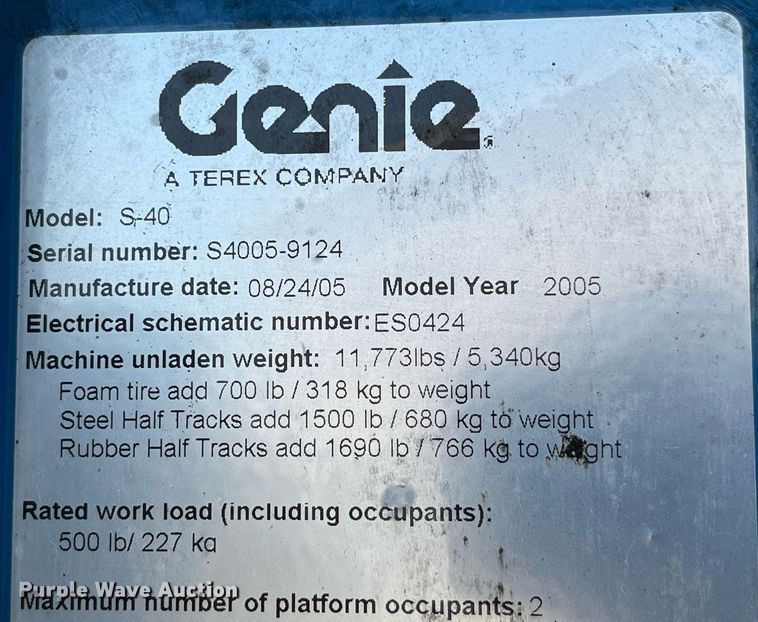 Genie
A TEREX COMPANY
Model: S-40
Serial number: S4005-9124
Manufacture date: 08/24/05 Model Year 2005
Electrical schematic number: ES0424
Machine unladen weight: 11,773lbs / 5,340kg
Foam tire add 700 lb / 318 kg to weight
Steel Half Tracks add 1500 lb / 680 kg to weight
Rubber Half Tracks add 1690 lb / 766 kg to weight
Rated work load (including occupants):
500 lb/ 227 kg
Purple Wave Auction
Maximum number of platform occupants: 2